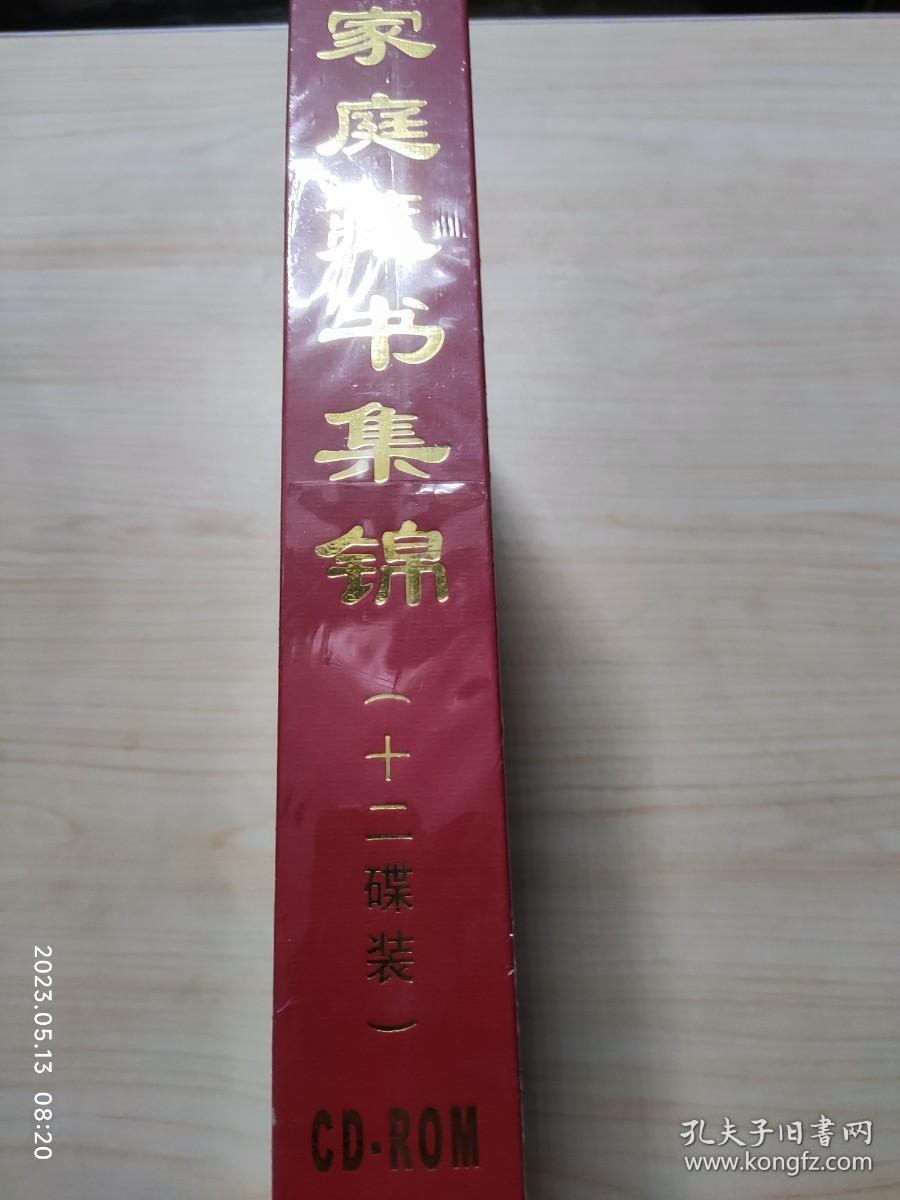 家庭藏书集锦
（十二碟装）
CD-ROM
2023.05.13 08:20
孔夫子旧书网
www.kongfz.com